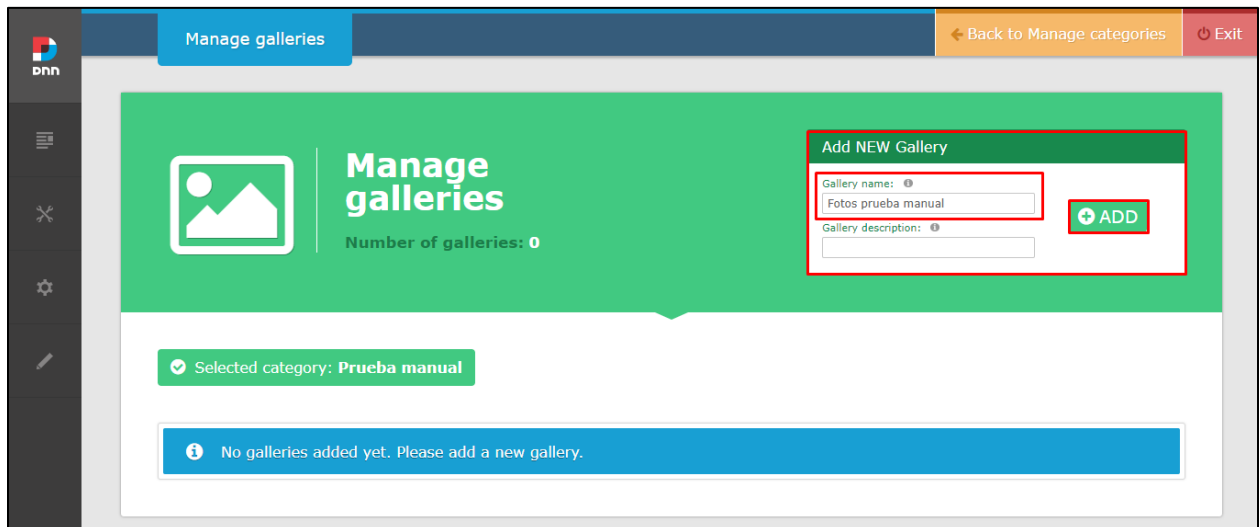 Manage galleries
Back to Manage categories
Exit
DNN
Manage
galleries
Number of galleries: 0
Add NEW Gallery
Gallery name:
Fotos prueba manual
ADD
Gallery description:
Selected category: Prueba manual
No galleries added yet. Please add a new gallery.